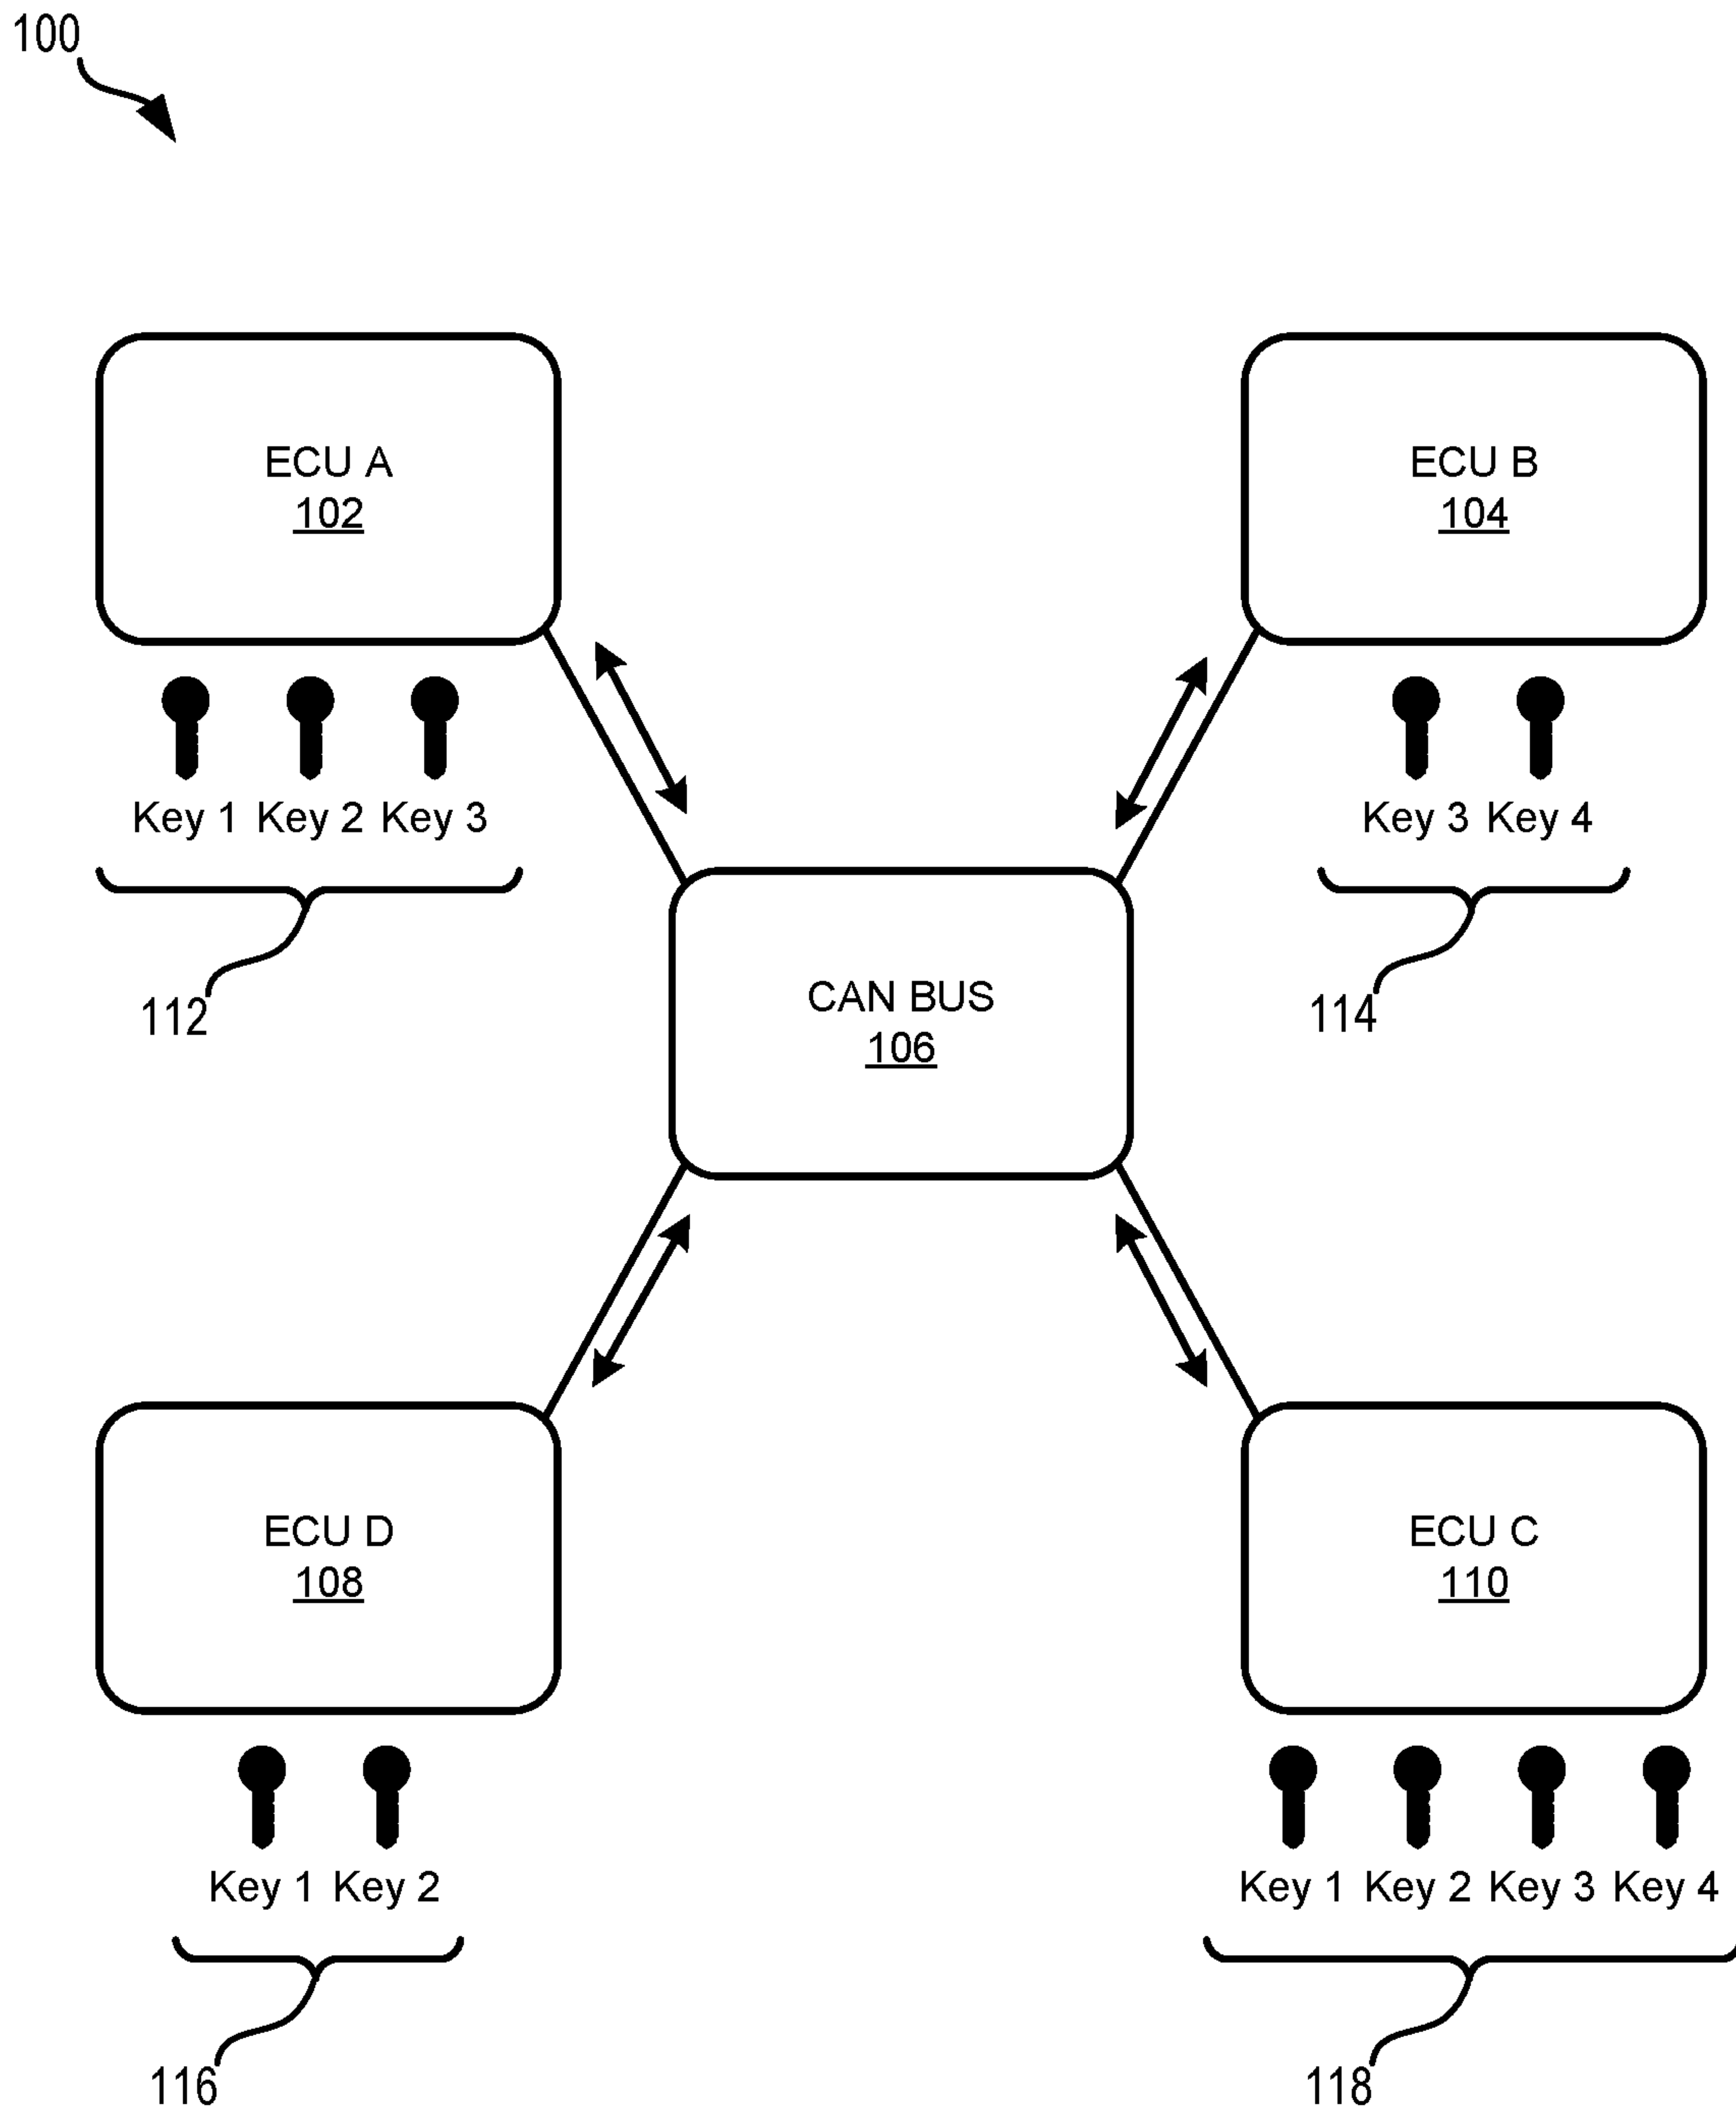 100
ECU A
102
ECU B
104
Key 1 Key 2 Key 3
Key 3 Key 4
112
114
CAN BUS
106
ECU D
108
ECU C
110
Key 1 Key 2
Key 1 Key 2 Key 3 Key 4
116
118